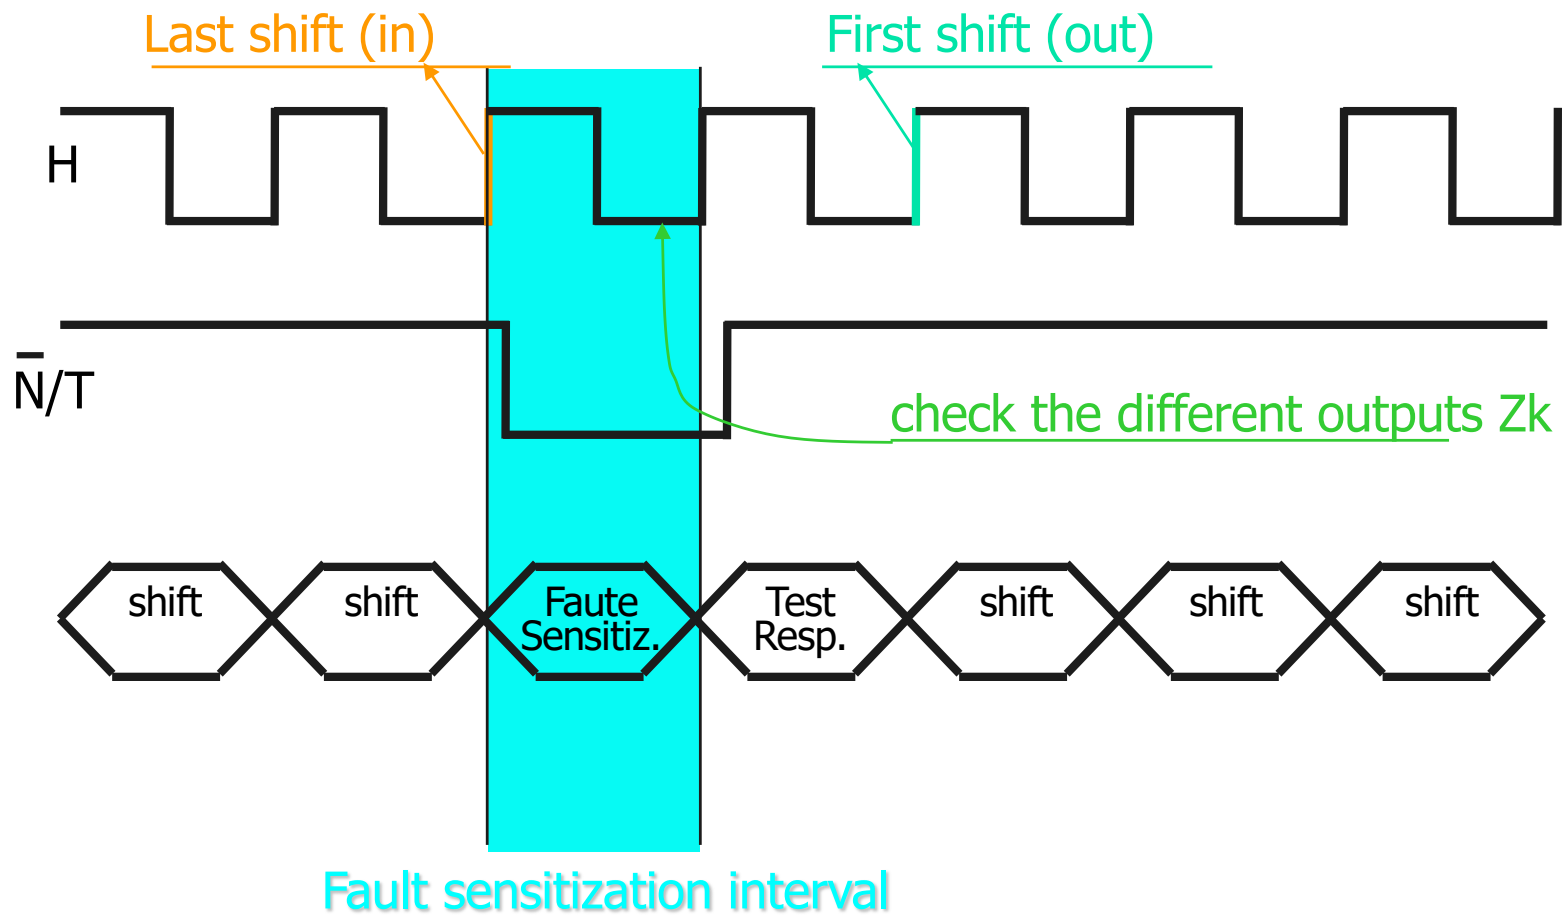 Last shift (in)
First shift (out)
H
N̅/T
check the different outputs Zk
shift
shift
Faute
Sensitiz.
Test
Resp.
shift
shift
shift
Fault sensitization interval